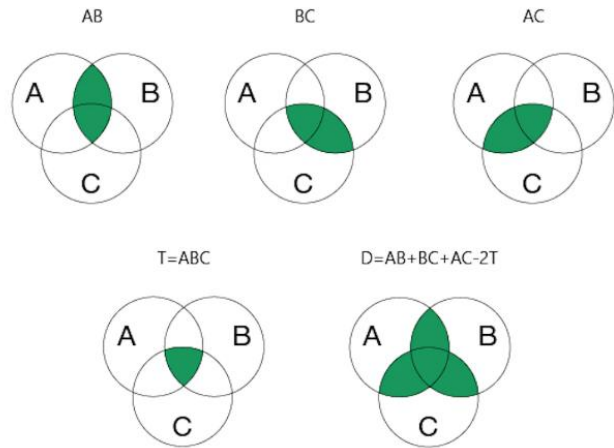 AB BC AC
A B A B A B
C C C
T=ABC D=AB+BC+AC-2T
A B A B
C C